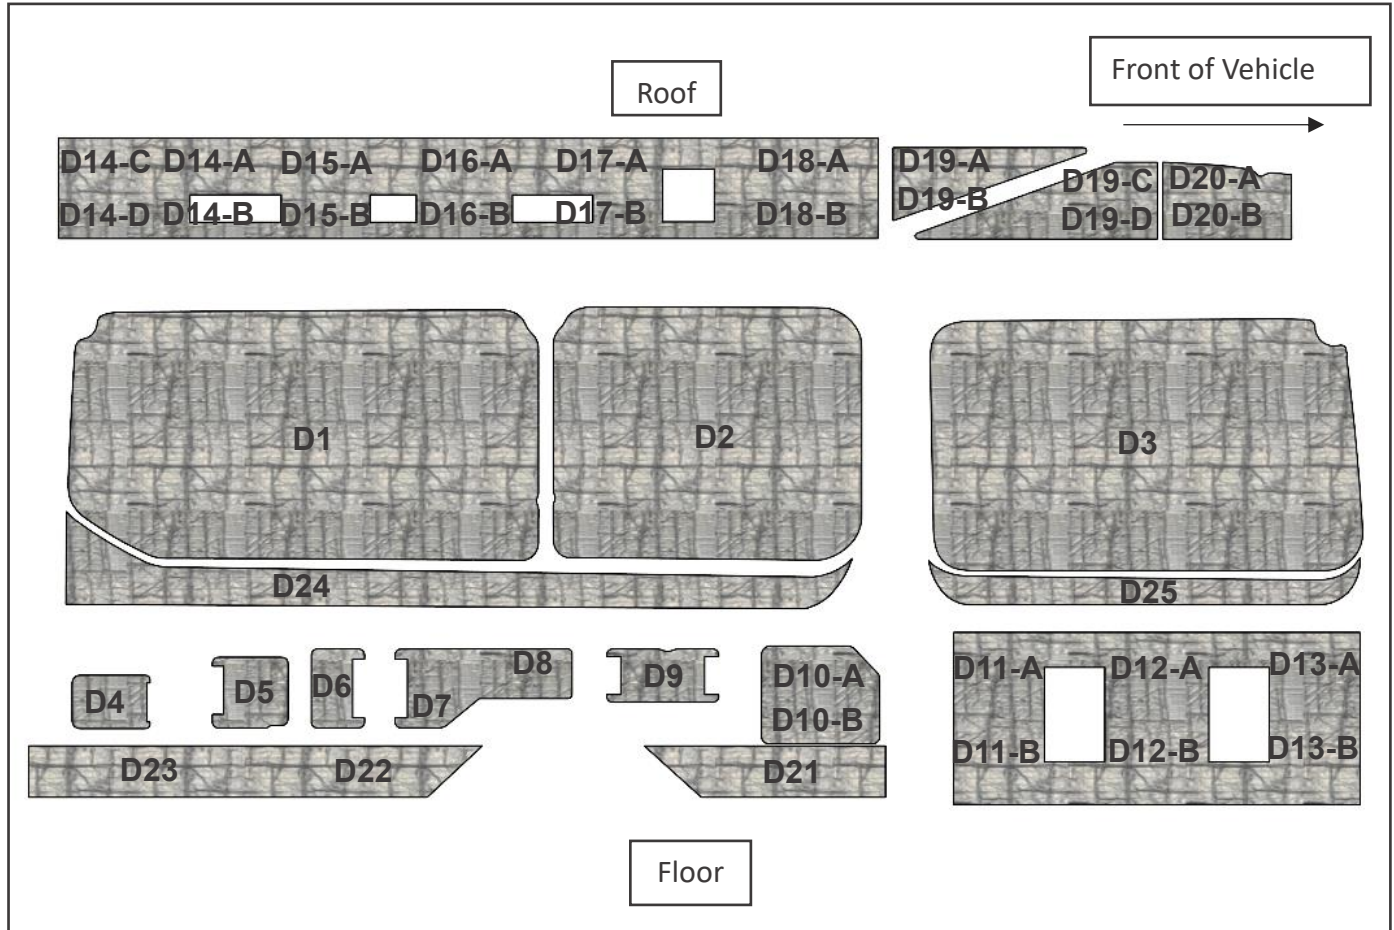 Front of Vehicle
Roof
D14-C D14-A D15-A D16-A D17-A D18-A D19-A
D19-C D20-A
D14-D D14-B D15-B D16-B D17-B D18-B D19-B
D19-D D20-B
D1 D2 D3
D24 D25
D4 D5 D6 D7 D8 D9 D10-A D11-A D12-A D13-A
D10-B D11-B D12-B D13-B
D23 D22 D21
Floor